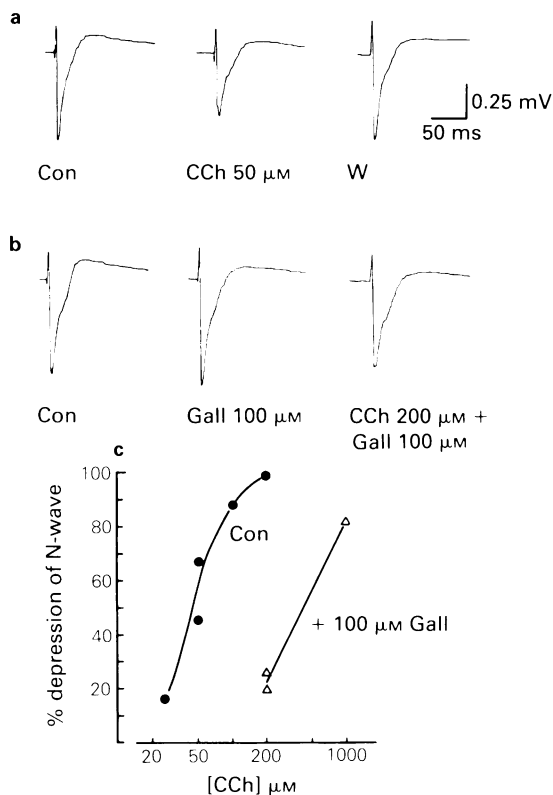 a
0.25 mV
50 ms
Con
CCh 50 μM
W
b
Con
Gall 100 μM
CCh 200 μM +
Gall 100 μM
c
100
80
60
40
20
% depression of N-wave
Con
+ 100 μM Gall
20
50
200
1000
[CCh] μM